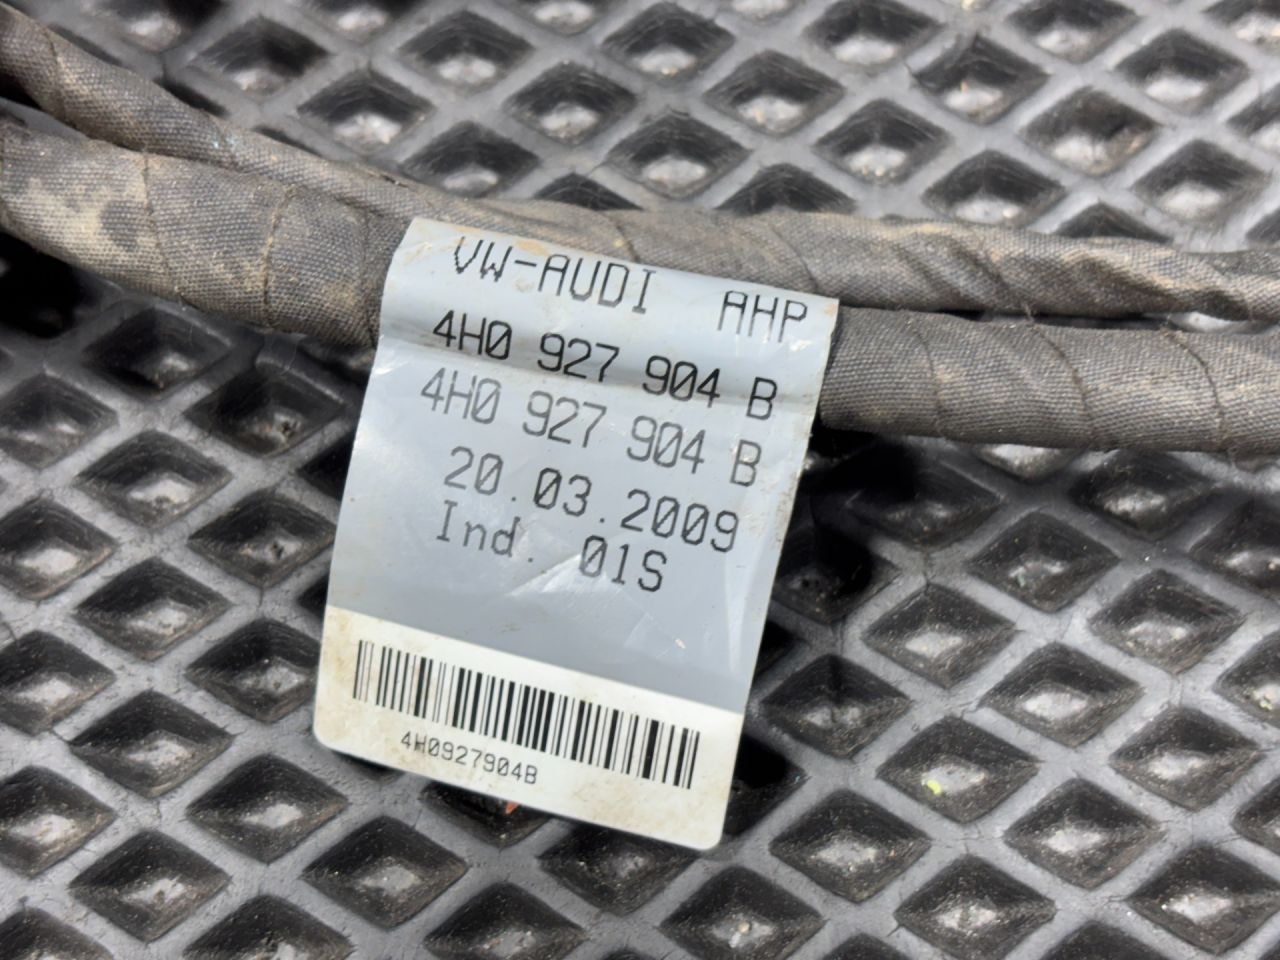 VW-AUDI AHP
4H0 927 904 B
4H0 927 904 B
20.03.2009
Ind. 01S
4H0927904B